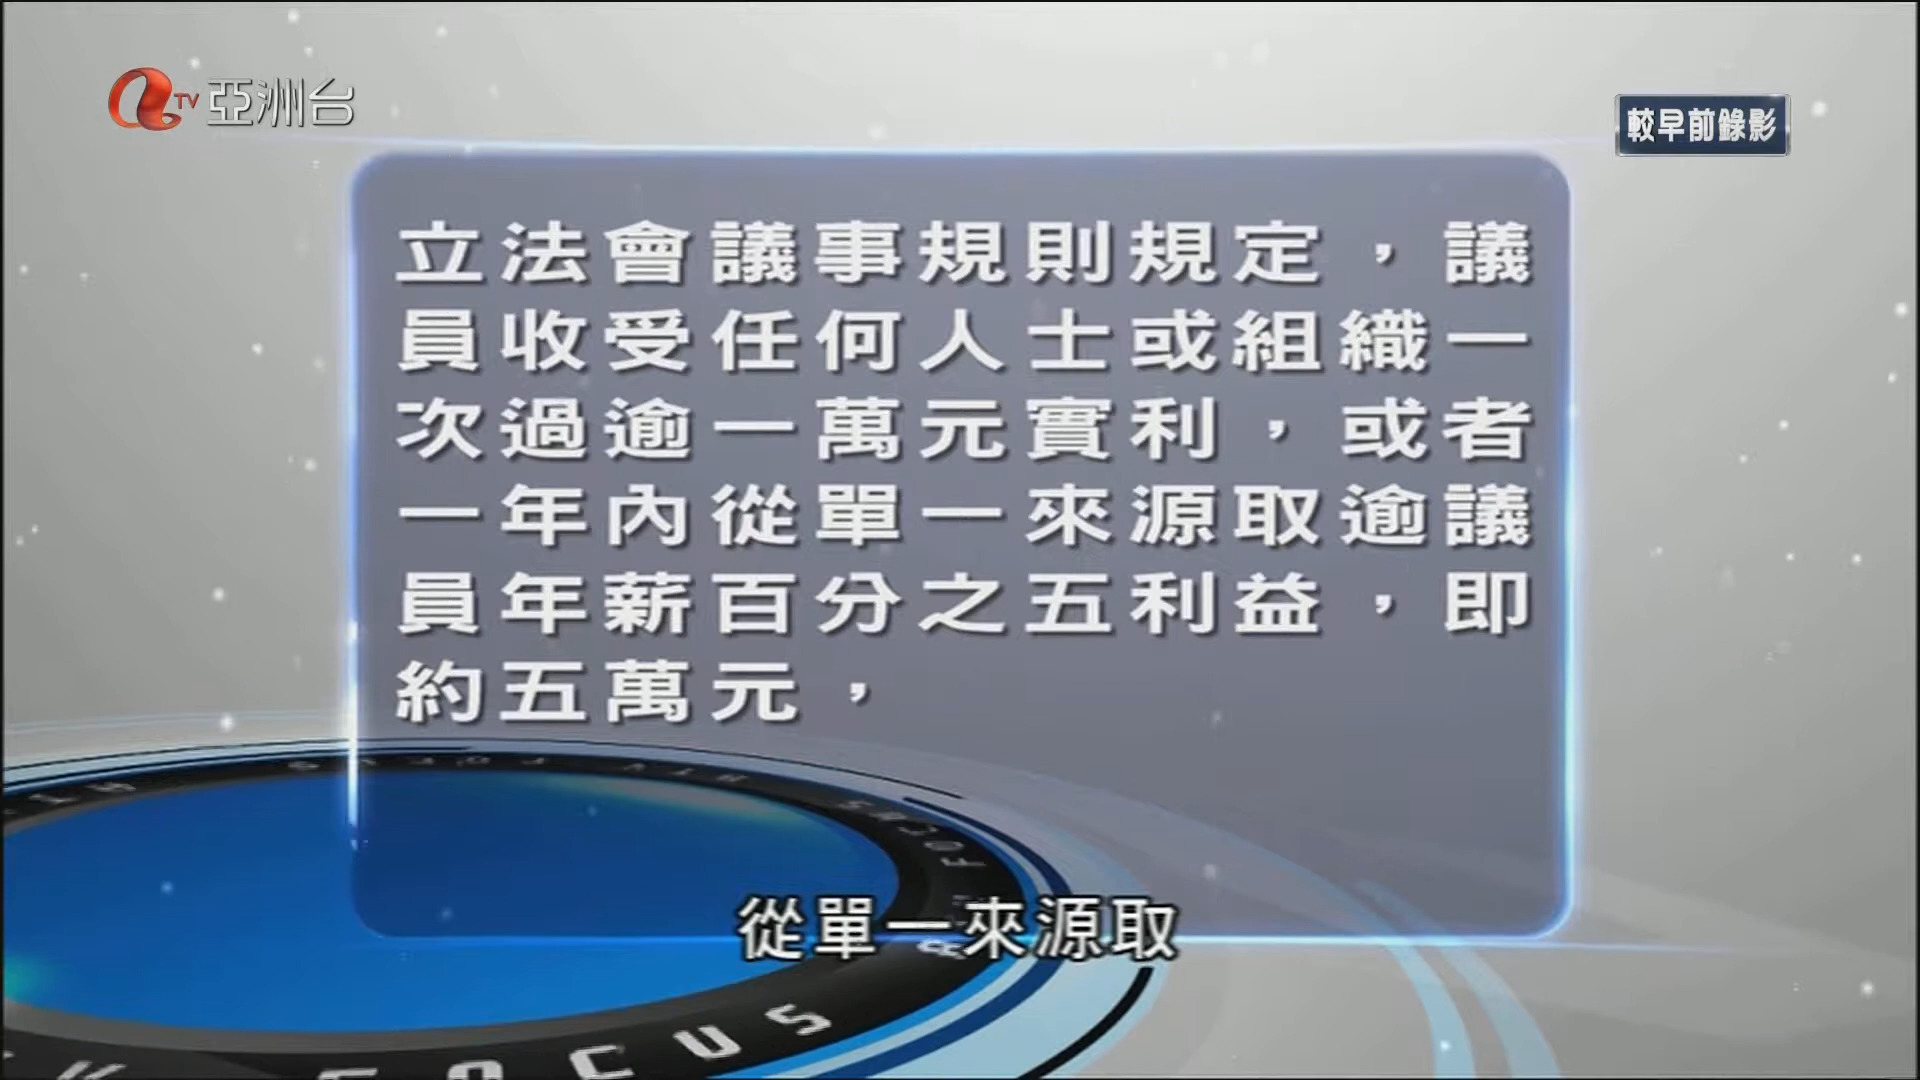 aTV 亞洲台
較早前錄影
立法會議事規則規定，議
員收受任何人士或組織一
次過逾一萬元實利，或者
一年內從單一來源取逾議
員年薪百分之五利益，即
約五萬元，
從單一來源取
FOCUS